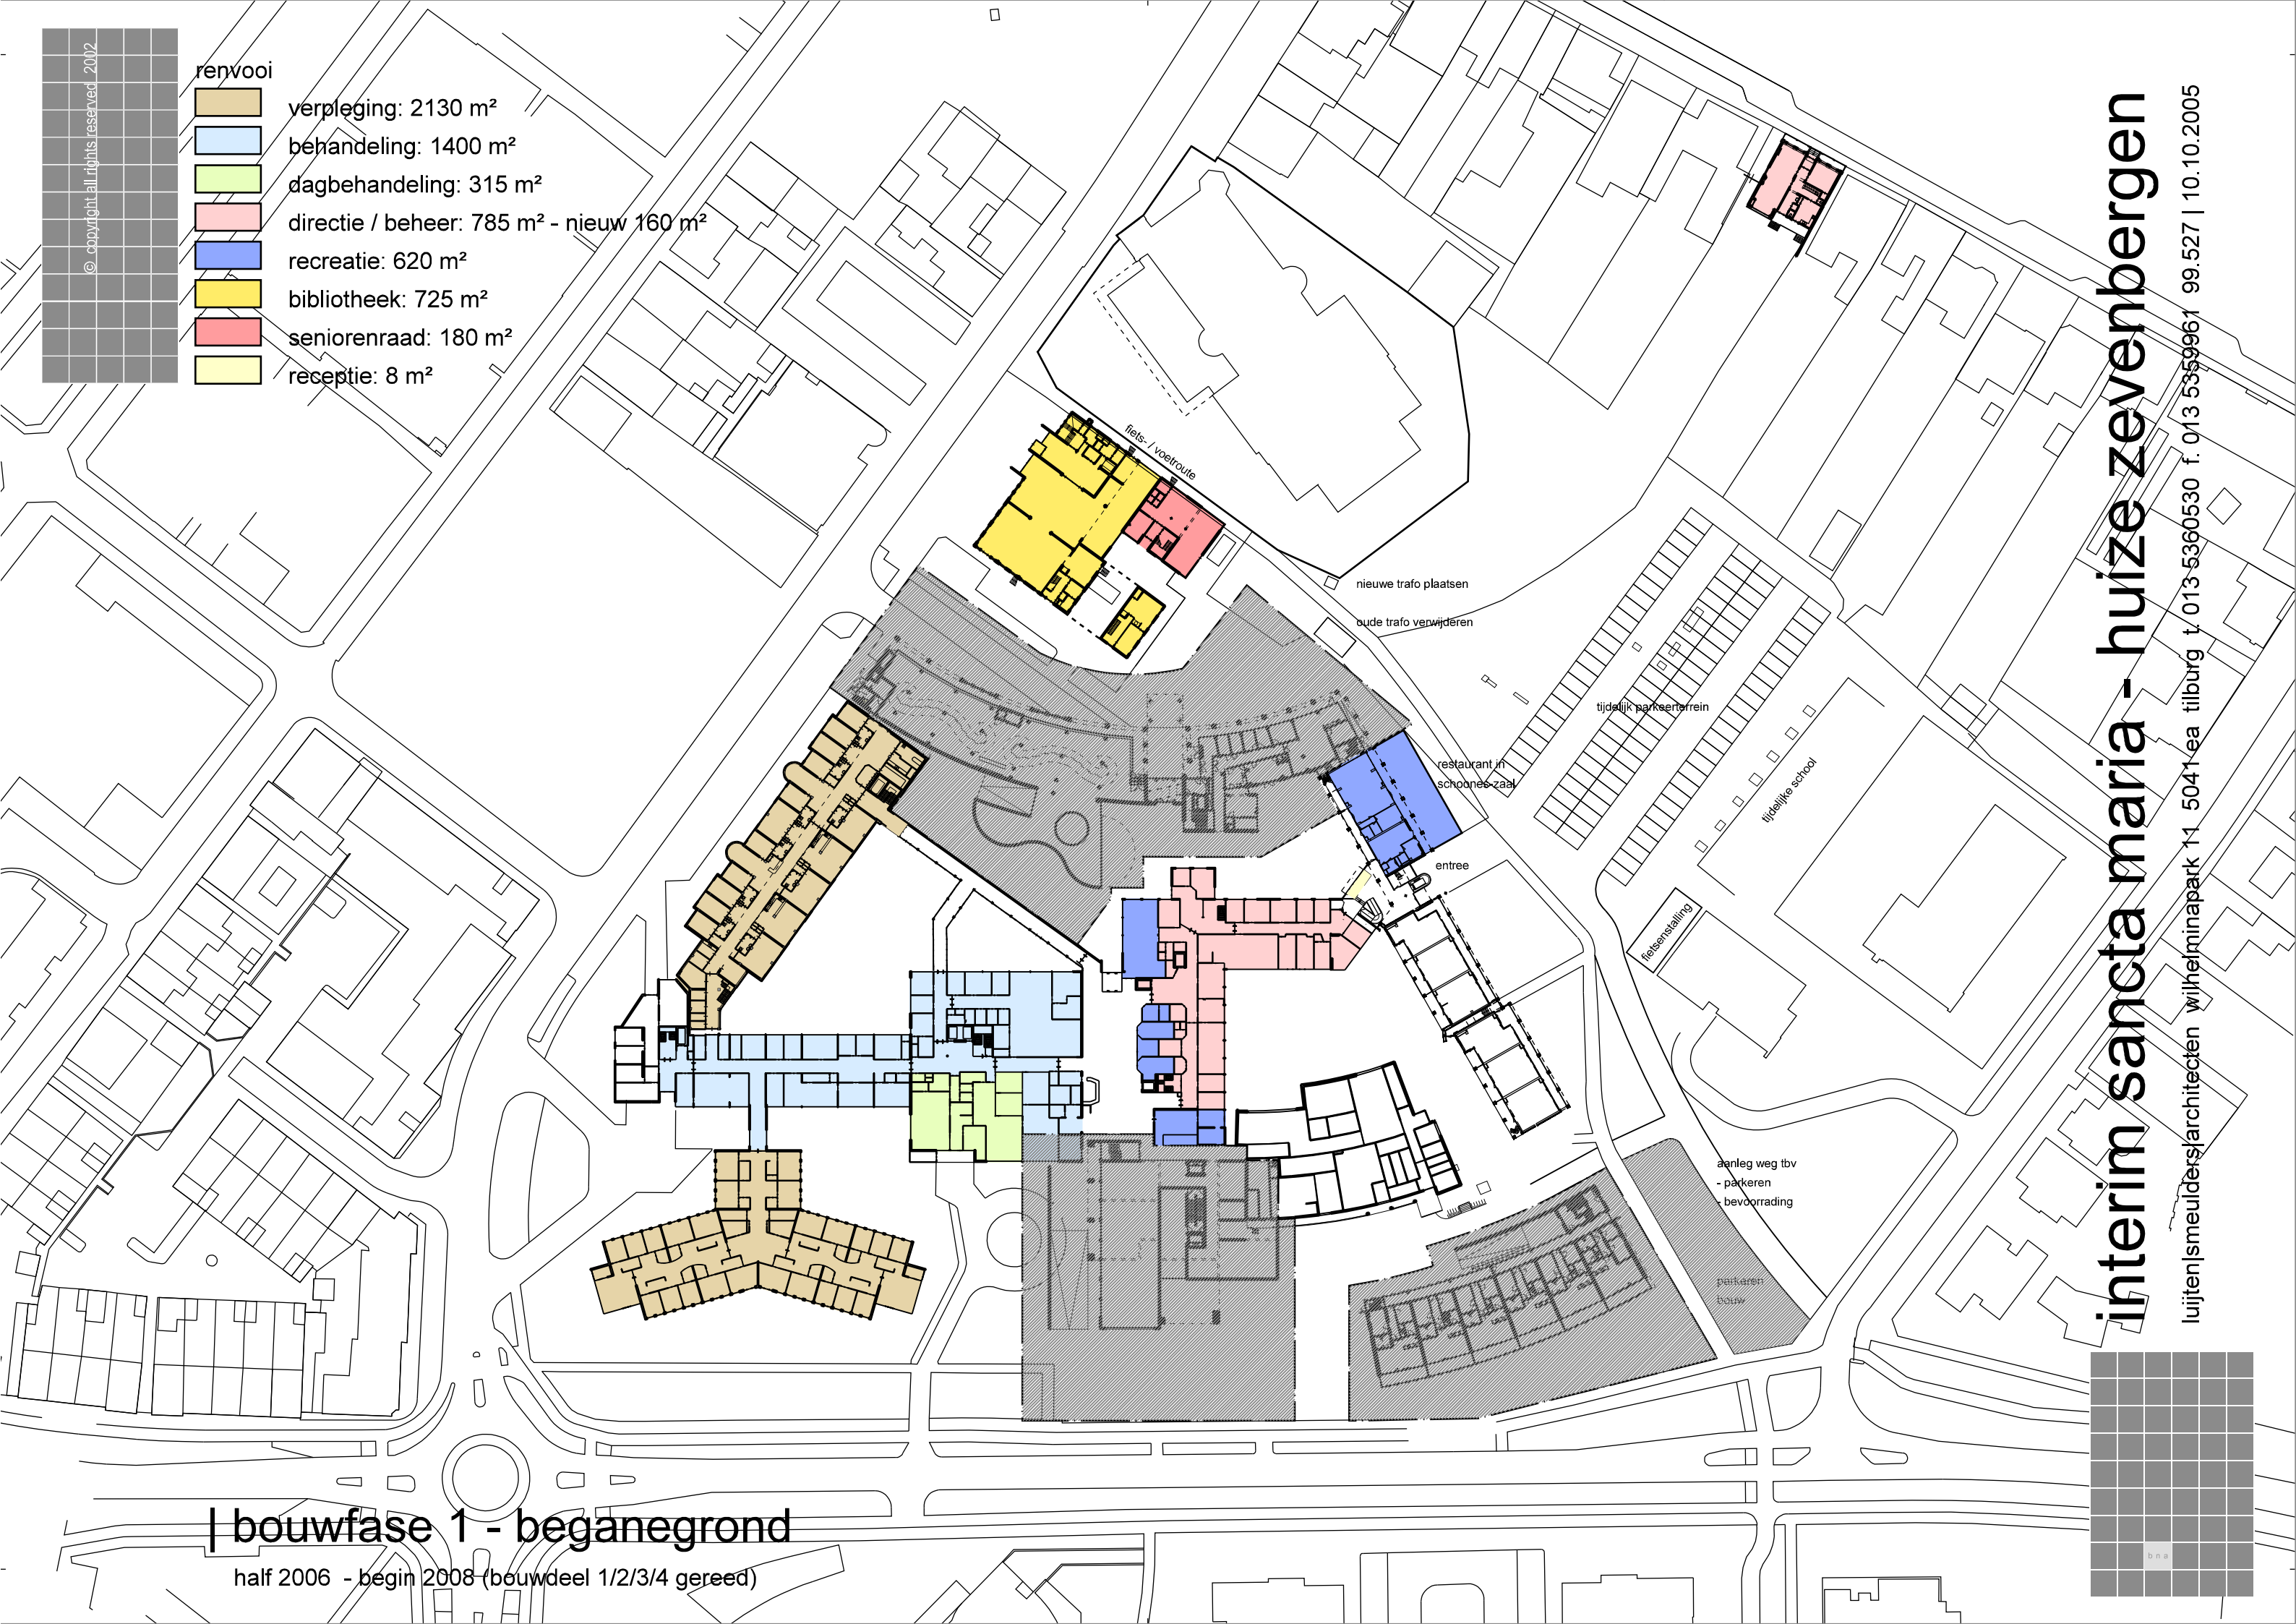 © copyright all rights reserved 2002
renvooi
verpleging: 2130 m²
behandeling: 1400 m²
dagbehandeling: 315 m²
directie / beheer: 785 m² - nieuw 160 m²
recreatie: 620 m²
bibliotheek: 725 m²
seniorenraad: 180 m²
receptie: 8 m²
fiets- / voetroute
nieuwe trafo plaatsen
oude trafo verwijderen
tijdelijk parkeerterrein
restaurant in
schoones-zaal
tijdelijke school
entree
fietsenstalling
aanleg weg tbv
- parkeren
- bevoorrading
parkeren
bouw
interim sancta maria - huize zevenbergen
luijten|smeulders|architecten wilhelminapark 11 5041 ea tilburg t. 013 5360530 f. 013 5359961 99.527 | 10.10.2005
| bouwfase 1 - beganegrond
half 2006 - begin 2008 (bouwdeel 1/2/3/4 gereed)
bna